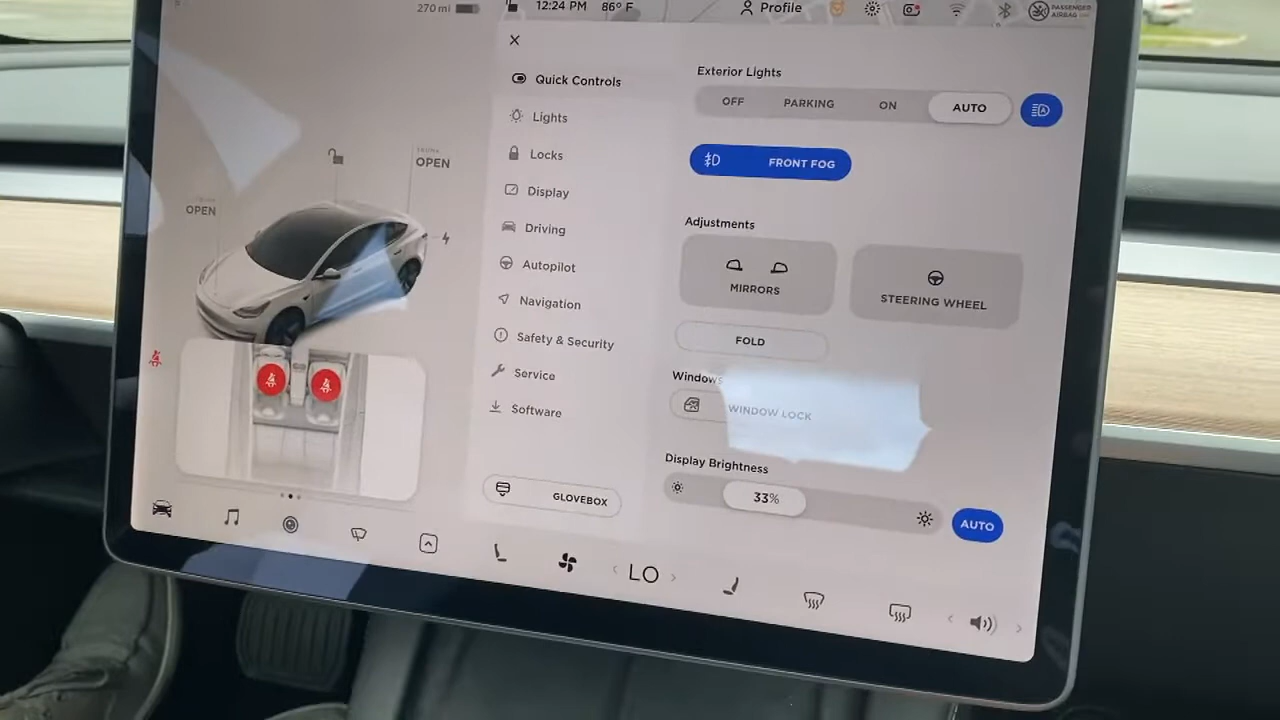 270 mi
12:24 PM
86° F
Profile
PASSENGER
AIRBAG
Quick Controls
Lights
Locks
Display
Driving
Autopilot
Navigation
Safety & Security
Service
Software
GLOVEBOX
OPEN
OPEN
Exterior Lights
OFF
PARKING
ON
AUTO
FRONT FOG
Adjustments
MIRRORS
STEERING WHEEL
FOLD
Windows
WINDOW LOCK
Display Brightness
33%
AUTO
LO